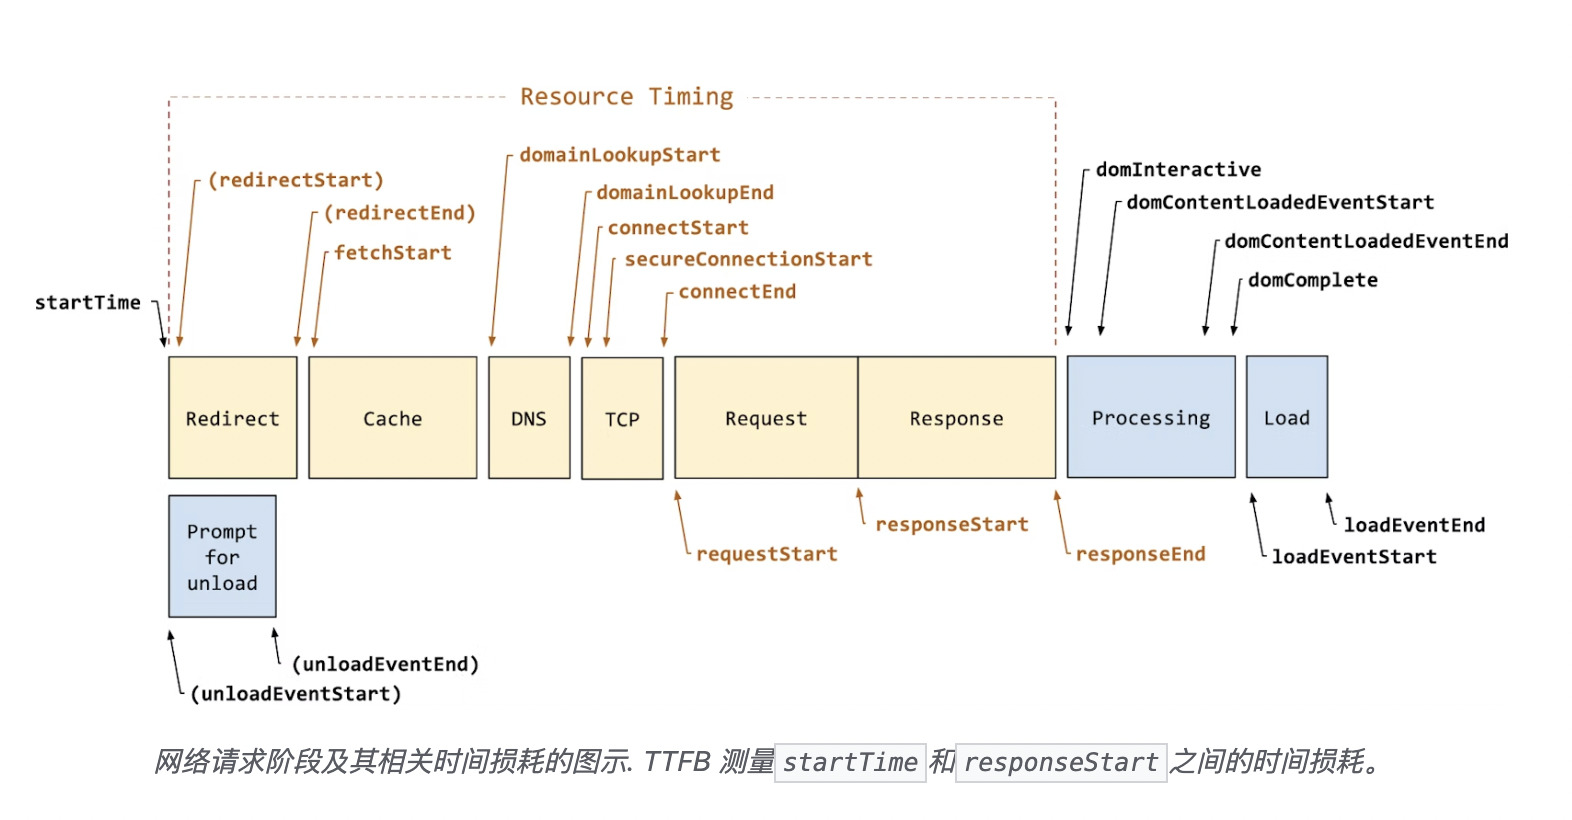 Resource Timing
domainLookupStart
domInteractive
(redirectStart)
domainLookupEnd
domContentLoadedEventStart
(redirectEnd)
connectStart
domContentLoadedEventEnd
fetchStart
secureConnectionStart
domComplete
connectEnd
startTime
Redirect
Cache
DNS
TCP
Request
Response
Processing
Load
Prompt
for
unload
responseStart
loadEventEnd
requestStart
responseEnd
loadEventStart
(unloadEventEnd)
(unloadEventStart)
网络请求阶段及其相关时间损耗的图示. TTFB 测量 startTime 和 responseStart 之间的时间损耗。